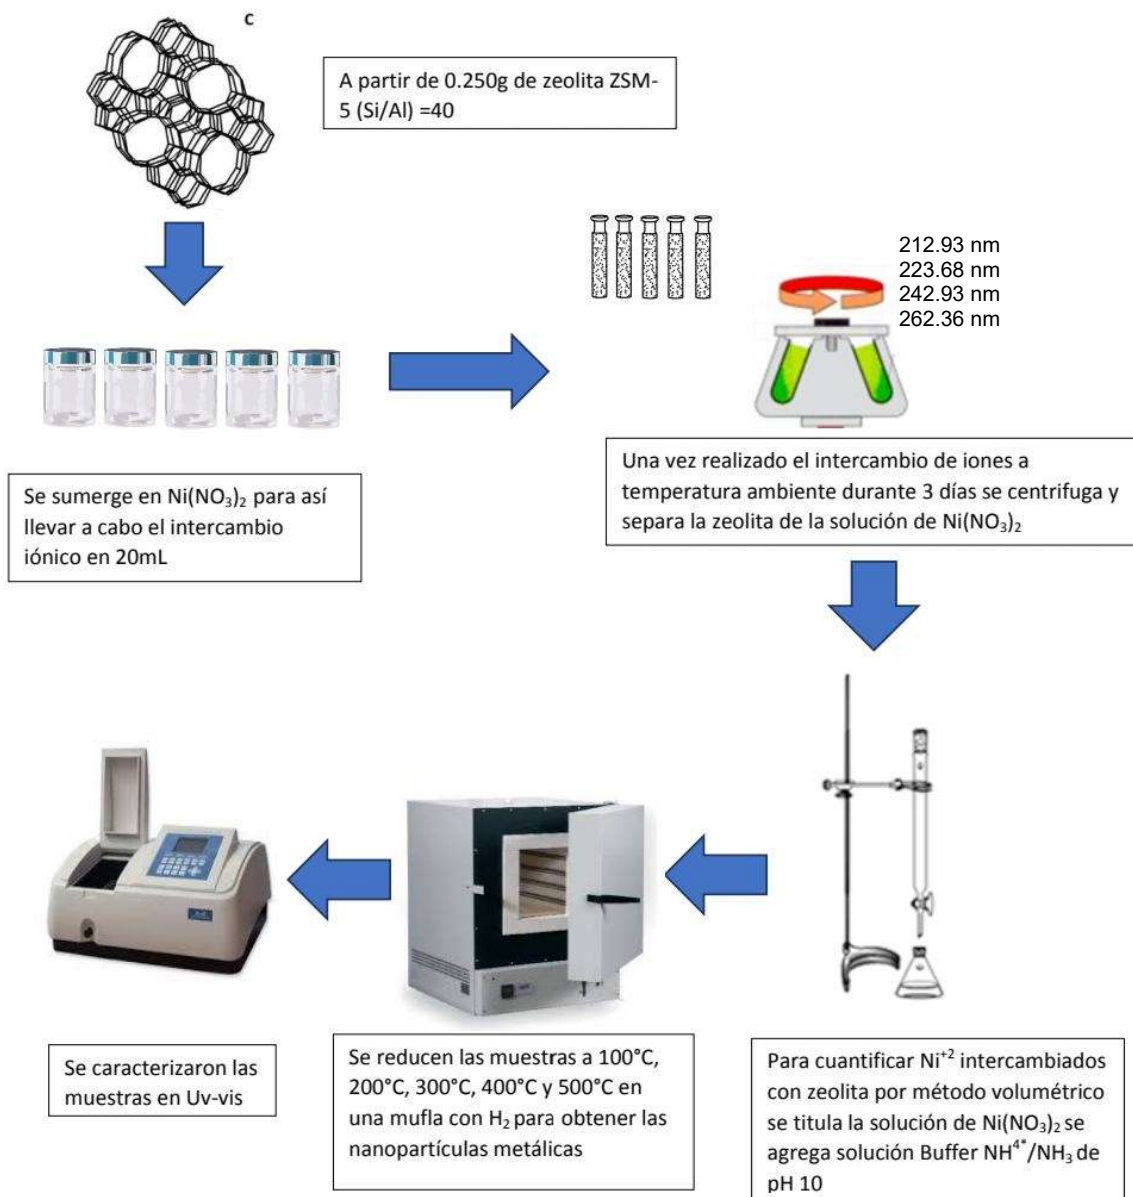 C
A partir de 0.250g de zeolita ZSM-
5 (Si/Al) =40
212.93 nm
223.68 nm
242.93 nm
262.36 nm
Se sumerge en Ni(NO₃)₂ para así
llevar a cabo el intercambio
iónico en 20mL
Una vez realizado el intercambio de iones a
temperatura ambiente durante 3 días se centrifuga y
separa la zeolita de la solución de Ni(NO₃)₂
Se caracterizaron las
muestras en Uv-vis
Se reducen las muestras a 100°C,
200°C, 300°C, 400°C y 500°C en
una mufla con H₂ para obtener las
nanopartículas metálicas
Para cuantificar Ni⁺² intercambiados
con zeolita por método volumétrico
se titula la solución de Ni(NO₃)₂ se
agrega solución Buffer NH⁴*/NH₃ de
pH 10